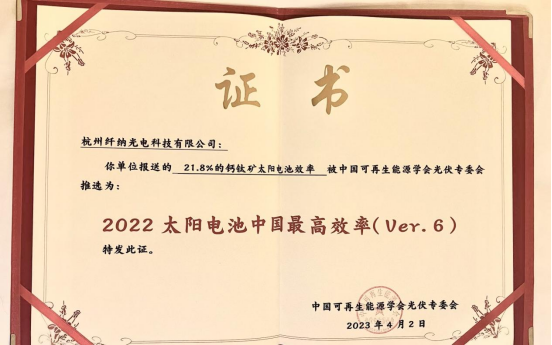 证书
杭州纤纳光电科技有限公司：
你单位报送的 21.8%的钙钛矿太阳电池效率 被中国可再生能源学会光伏专委会
推选为：
2022 太阳电池中国最高效率(Ver. 6)
特发此证。
中国可再生能源学会光伏专委会
2023 年 4 月 2 日